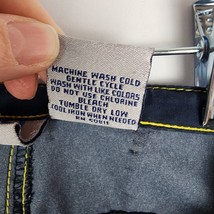 MACHINE WASH COLD
GENTLE CYCLE
WASH WITH LIKE COLORS
DO NOT USE CHLORINE
BLEACH
TUMBLE DRY LOW
COOL IRON WHEN NEEDED
RN